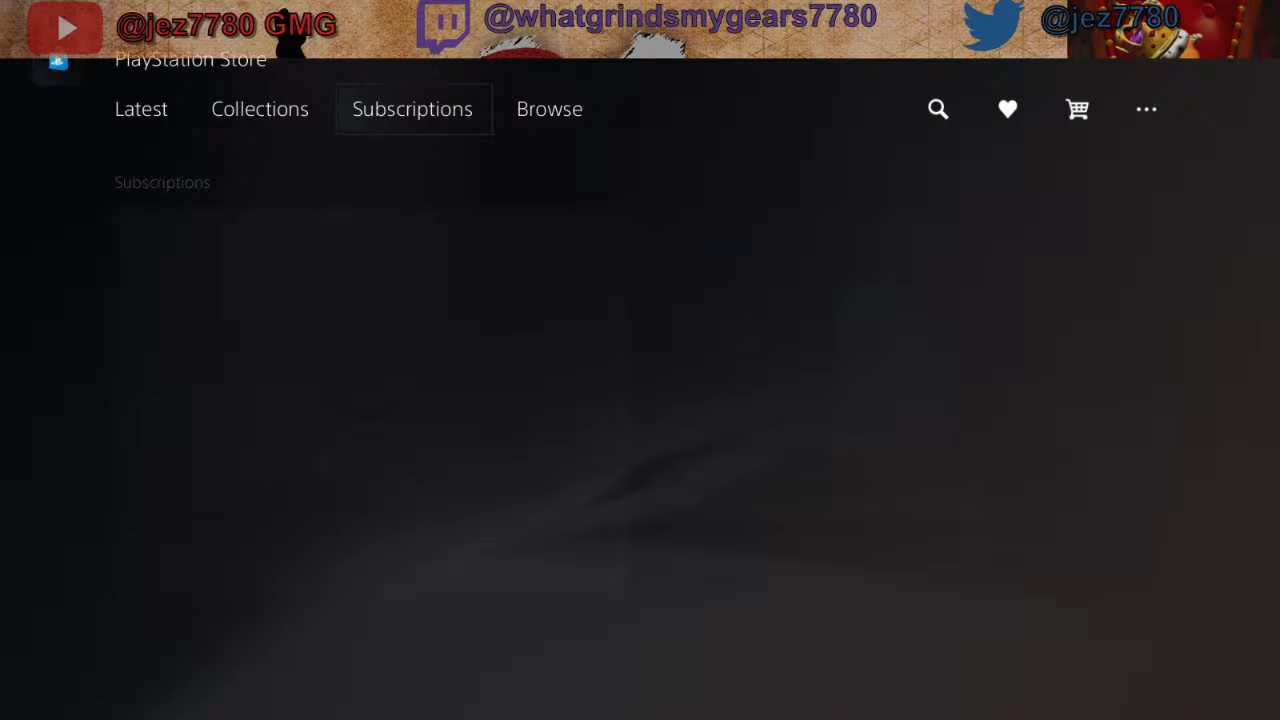 @jez7780 GMG
@whatgrindsmygears7780
@jez7780
PlayStation Store
Latest
Collections
Subscriptions
Browse
Subscriptions